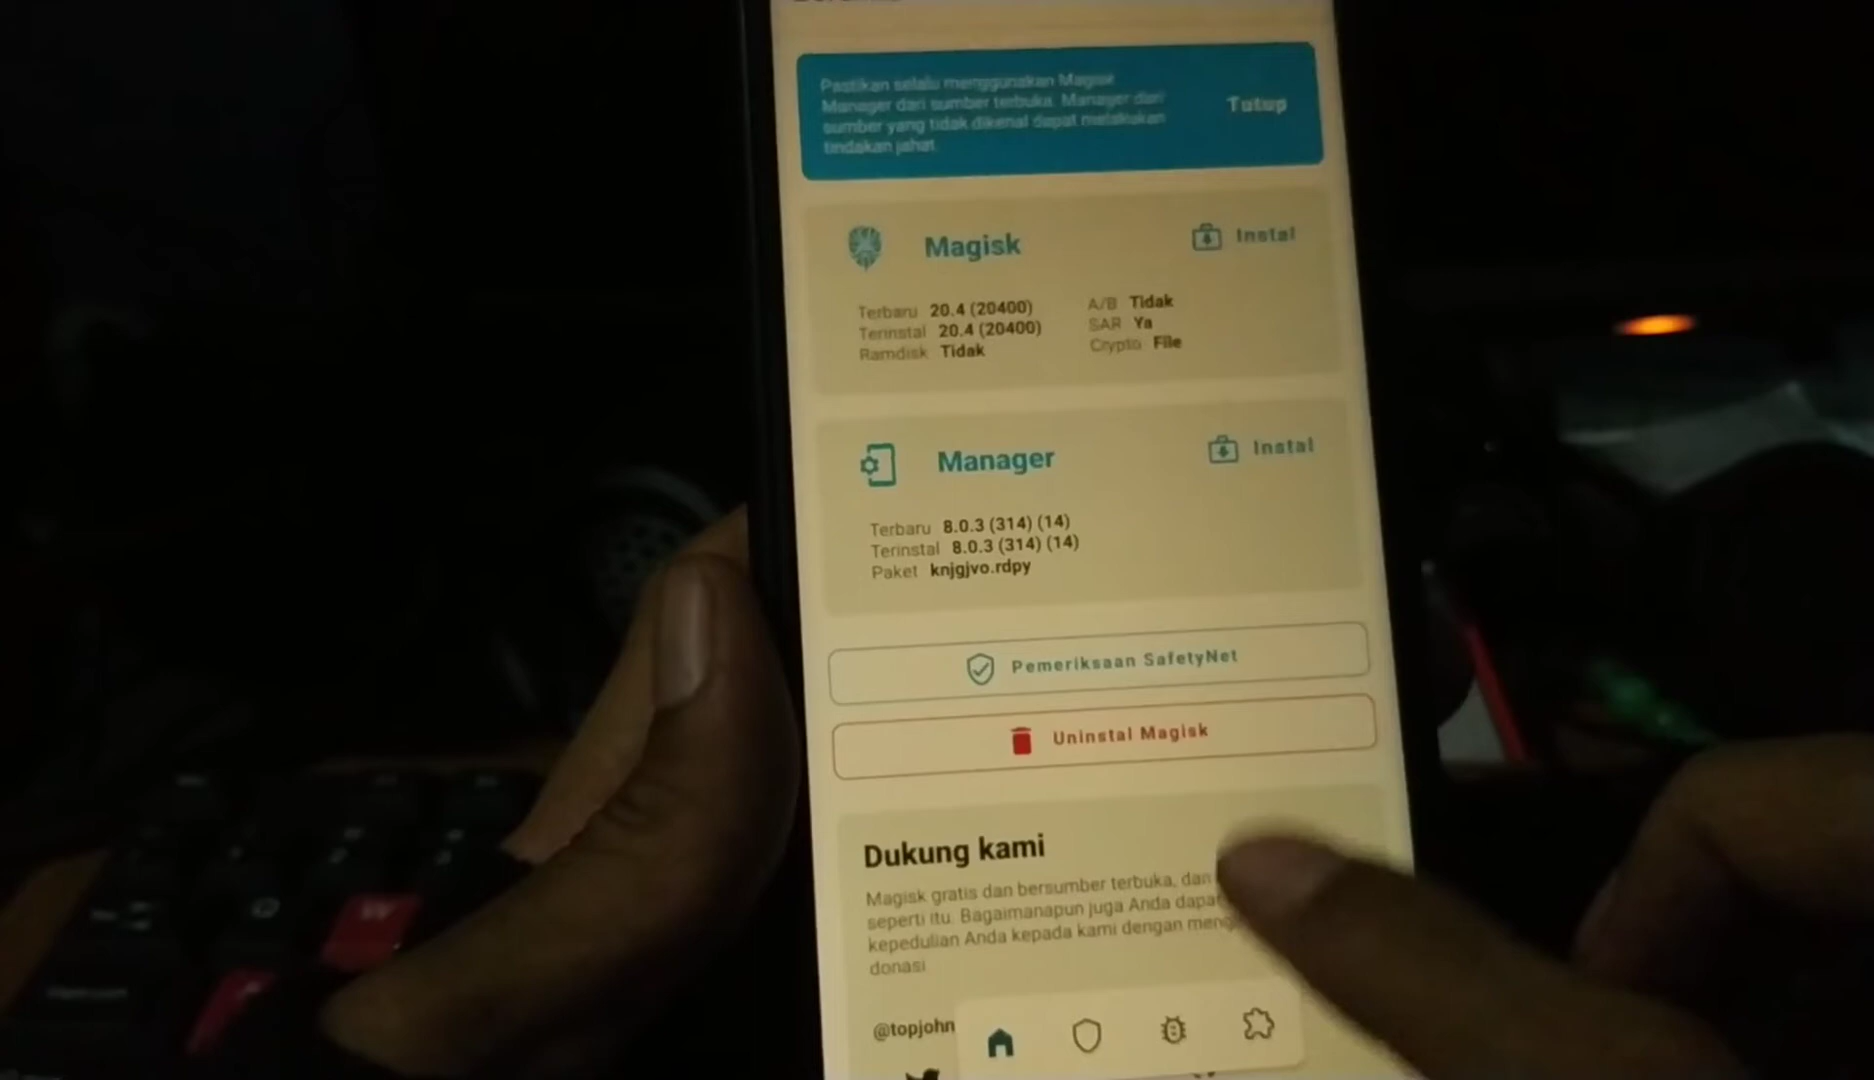 Pastikan selalu menggunakan Magisk
Manager dari sumber terbuka. Manager dari
sumber yang tidak dikenal dapat melakukan
tindakan jahat.
Tutup
Magisk
Instal
Terbaru 20.4 (20400)
Terinstal 20.4 (20400)
Ramdisk Tidak
A/B Tidak
SAR Ya
Crypto File
Manager
Instal
Terbaru 8.0.3 (314) (14)
Terinstal 8.0.3 (314) (14)
Paket knjgjvo.rdpy
Pemeriksaan SafetyNet
Uninstal Magisk
Dukung kami
Magisk gratis dan bersumber terbuka, dan
seperti itu. Bagaimanapun juga Anda dapat
kepedulian Anda kepada kami dengan
donasi
@topjohn
W